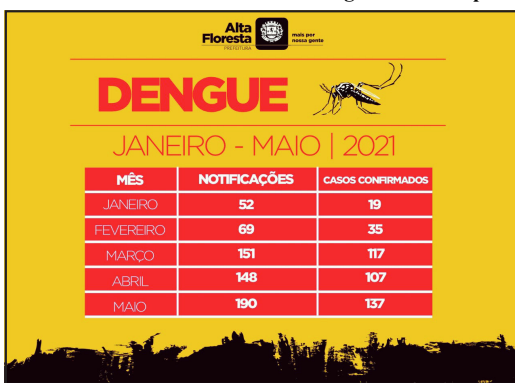 Alta
Floresta
PREFEITURA
mais por
nossa gente
DENGUE
JANEIRO - MAIO | 2021
MÊS NOTIFICAÇÕES CASOS CONFIRMADOS
JANEIRO 52 19
FEVEREIRO 69 35
MARÇO 151 117
ABRIL 148 107
MAIO 190 137